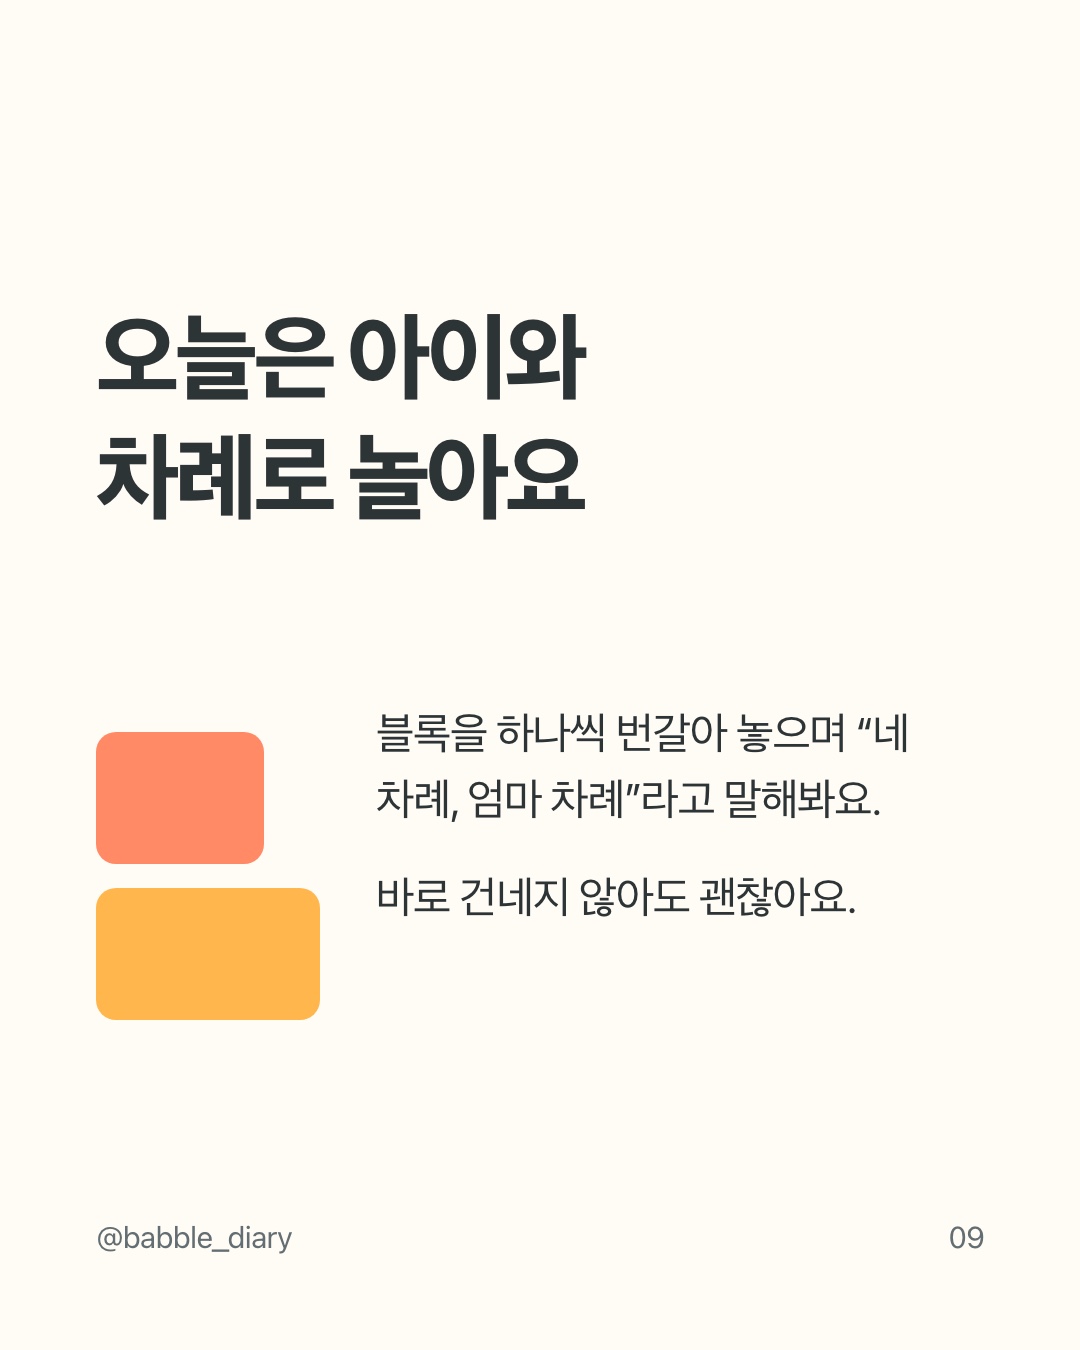 오늘은 아이와
차례로 놀아요
블록을 하나씩 번갈아 놓으며 “네
차례, 엄마 차례”라고 말해봐요.
바로 건네지 않아도 괜찮아요.
@babble_diary
09